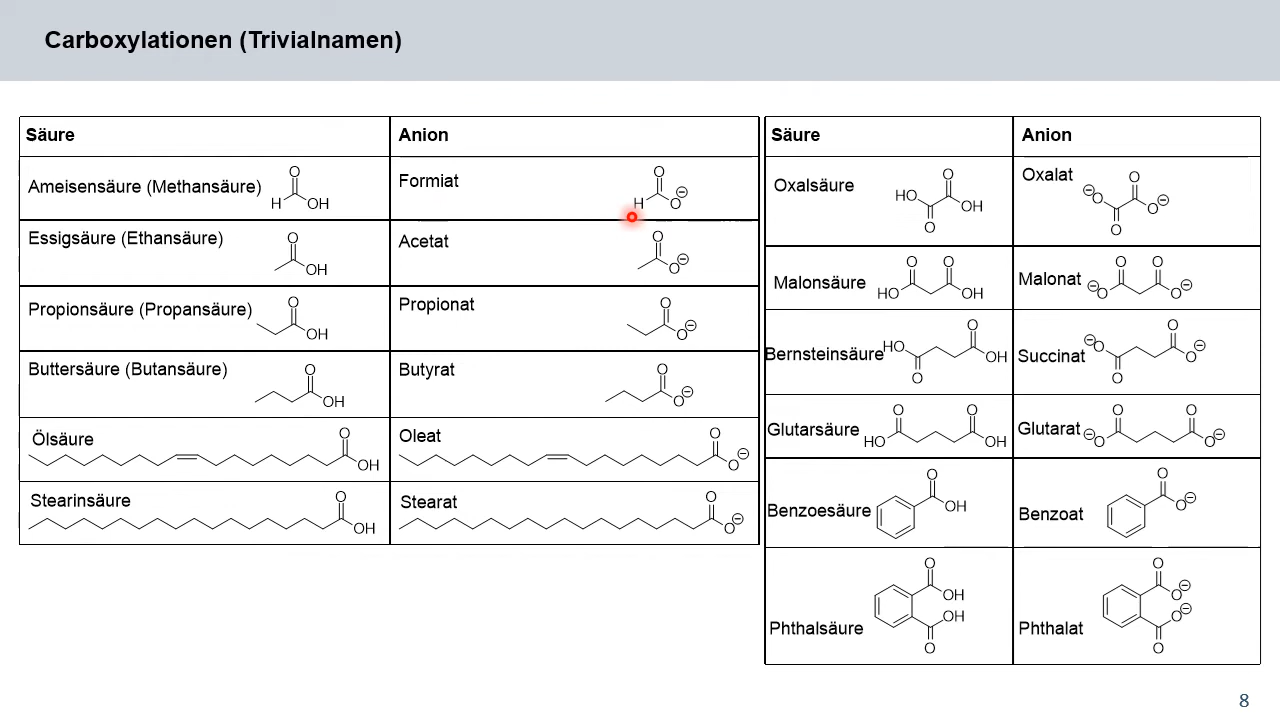 Carboxylationen (Trivialnamen)
Säure
Anion
Ameisensäure (Methansäure)
O
H
OH
Formiat
O
H
O
Essigsäure (Ethansäure)
O
OH
Acetat
O
O
Propionsäure (Propansäure)
O
OH
Propionat
O
O
Buttersäure (Butansäure)
O
OH
Butyrat
O
O
Ölsäure
O
OH
Oleat
O
O
Stearinsäure
O
OH
Stearat
O
O
Säure
Anion
Oxalsäure
O
HO
OH
O
Oxalat
O
O
O
O
Malonsäure
O
O
HO
OH
Malonat
O
O
O
O
Bernsteinsäure
O
HO
OH
O
Succinat
O
O
O
O
Glutarsäure
O
O
HO
OH
Glutarat
O
O
O
O
Benzoesäure
O
OH
Benzoat
O
O
Phthalsäure
O
OH
OH
O
Phthalat
O
O
O
O
8